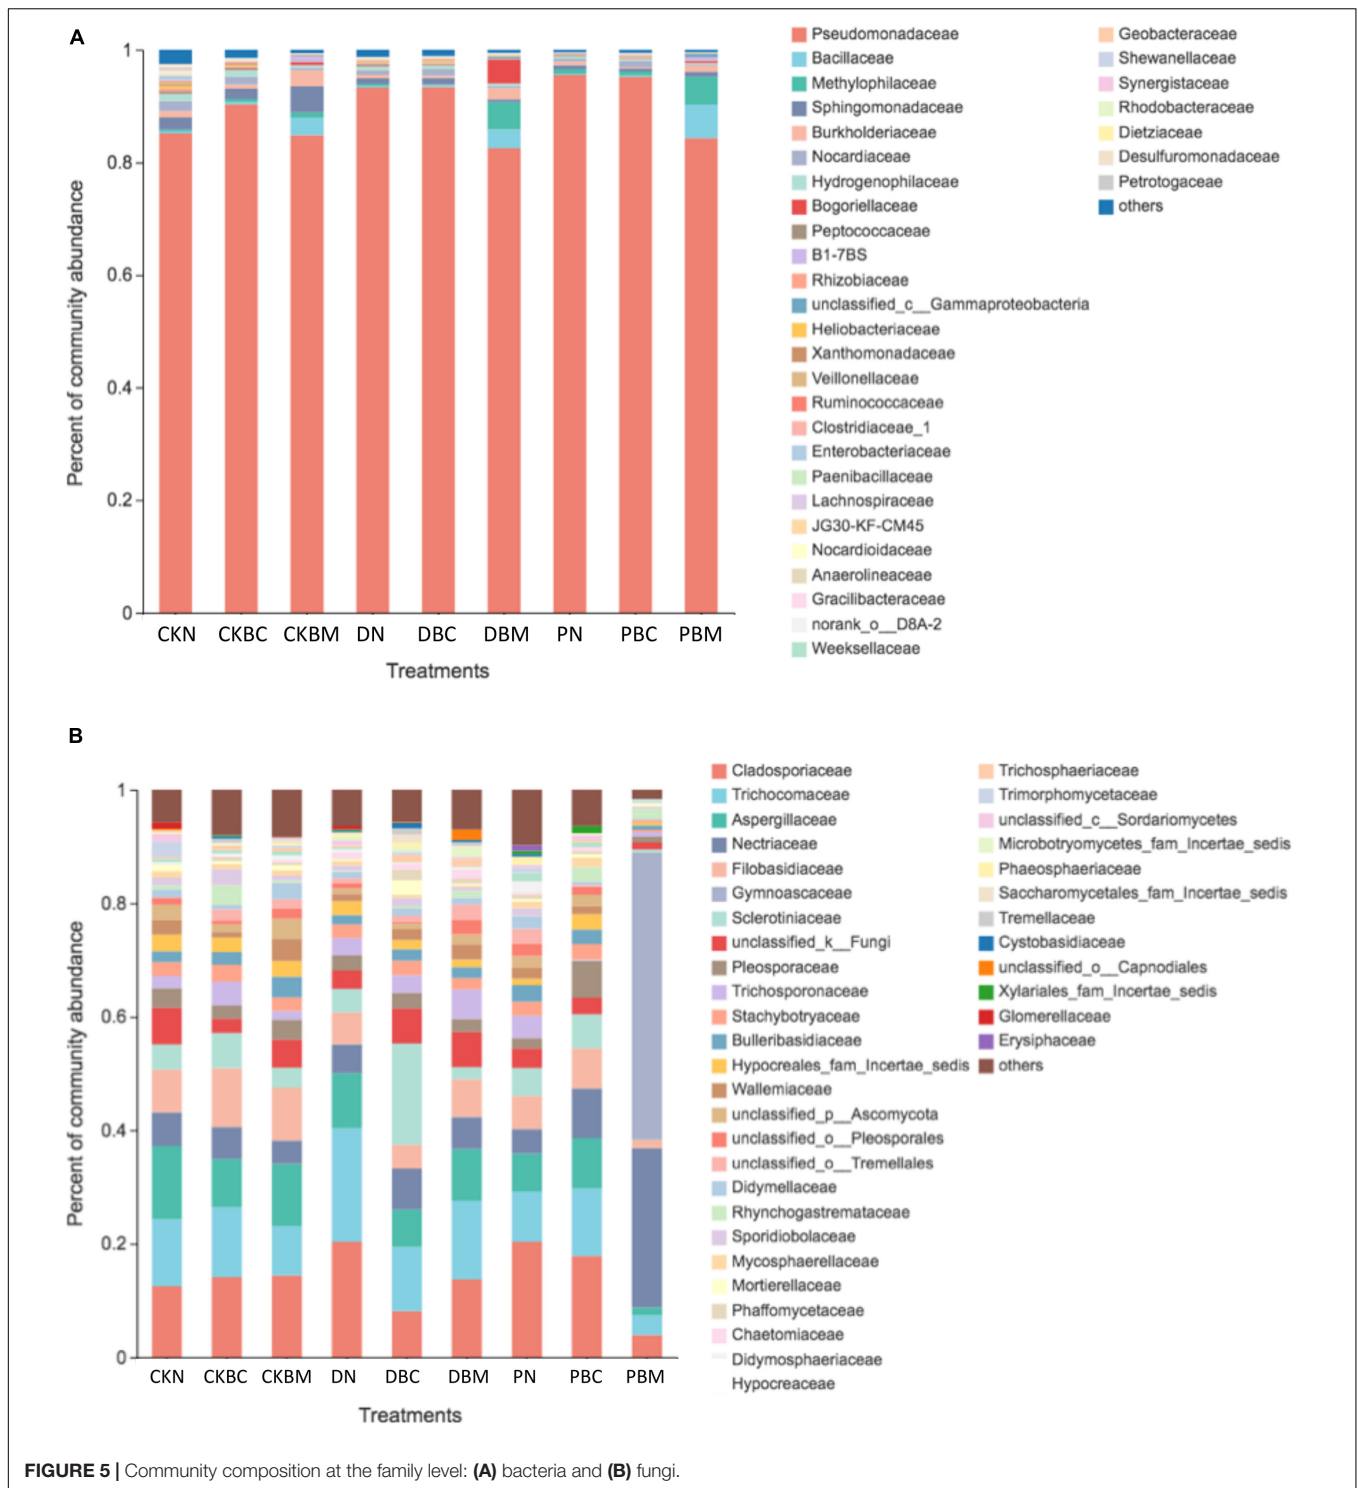 A
Percent of community abundance
1
0.8
0.6
0.4
0.2
0
CKN CKBC CKBM DN DBC DBM PN PBC PBM
Treatments
Pseudomonadaceae
Bacillaceae
Methylophilaceae
Sphingomonadaceae
Burkholderiaceae
Nocardiaceae
Hydrogenophilaceae
Bogoriellaceae
Peptococcaceae
B1-7BS
Rhizobiaceae
unclassified_c__Gammaproteobacteria
Heliobacteriaceae
Xanthomonadaceae
Veillonellaceae
Ruminococcaceae
Clostridiaceae_1
Enterobacteriaceae
Paenibacillaceae
Lachnospiraceae
JG30-KF-CM45
Nocardioidaceae
Anaerolineaceae
Gracilibacteraceae
norank_o__D8A-2
Weeksellaceae
Geobacteraceae
Shewanellaceae
Synergistaceae
Rhodobacteraceae
Dietziaceae
Desulfuromonadaceae
Petrotogaceae
others
B
Percent of community abundance
1
0.8
0.6
0.4
0.2
0
CKN CKBC CKBM DN DBC DBM PN PBC PBM
Treatments
Cladosporiaceae
Trichocomaceae
Aspergillaceae
Nectriaceae
Filobasidiaceae
Gymnoascaceae
Sclerotiniaceae
unclassified_k__Fungi
Pleosporaceae
Trichosporonaceae
Stachybotryaceae
Bulleribasidiaceae
Hypocreales_fam_Incertae_sedis
Wallemiaceae
unclassified_p__Ascomycota
unclassified_o__Pleosporales
unclassified_o__Tremellales
Didymellaceae
Rhynchogastremataceae
Sporidiobolaceae
Mycosphaerellaceae
Mortierellaceae
Phaffomycetaceae
Chaetomiaceae
Didymosphaeriaceae
Hypocreaceae
Trichosphaeriaceae
Trimorphomycetaceae
unclassified_c__Sordariomycetes
Microbotryomycetes_fam_Incertae_sedis
Phaeosphaeriaceae
Saccharomycetales_fam_Incertae_sedis
Tremellaceae
Cystobasidiaceae
unclassified_o__Capnodiales
Xylariales_fam_Incertae_sedis
Glomerellaceae
Erysiphaceae
others
FIGURE 5 | Community composition at the family level: (A) bacteria and (B) fungi.